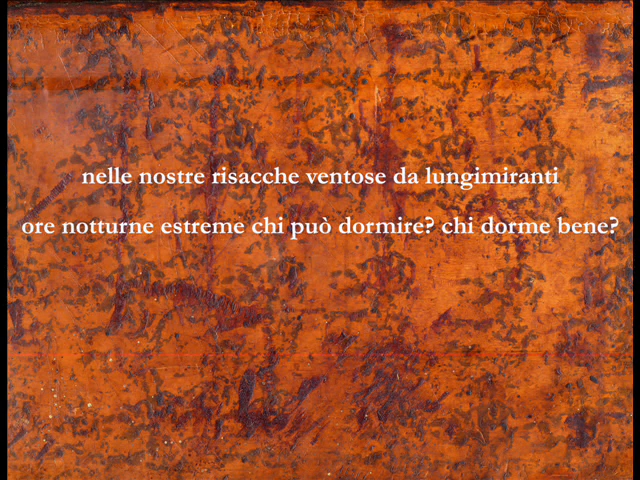 nelle nostre risacche ventose da lungimiranti
ore notturne estreme chi può dormire? chi dorme bene?